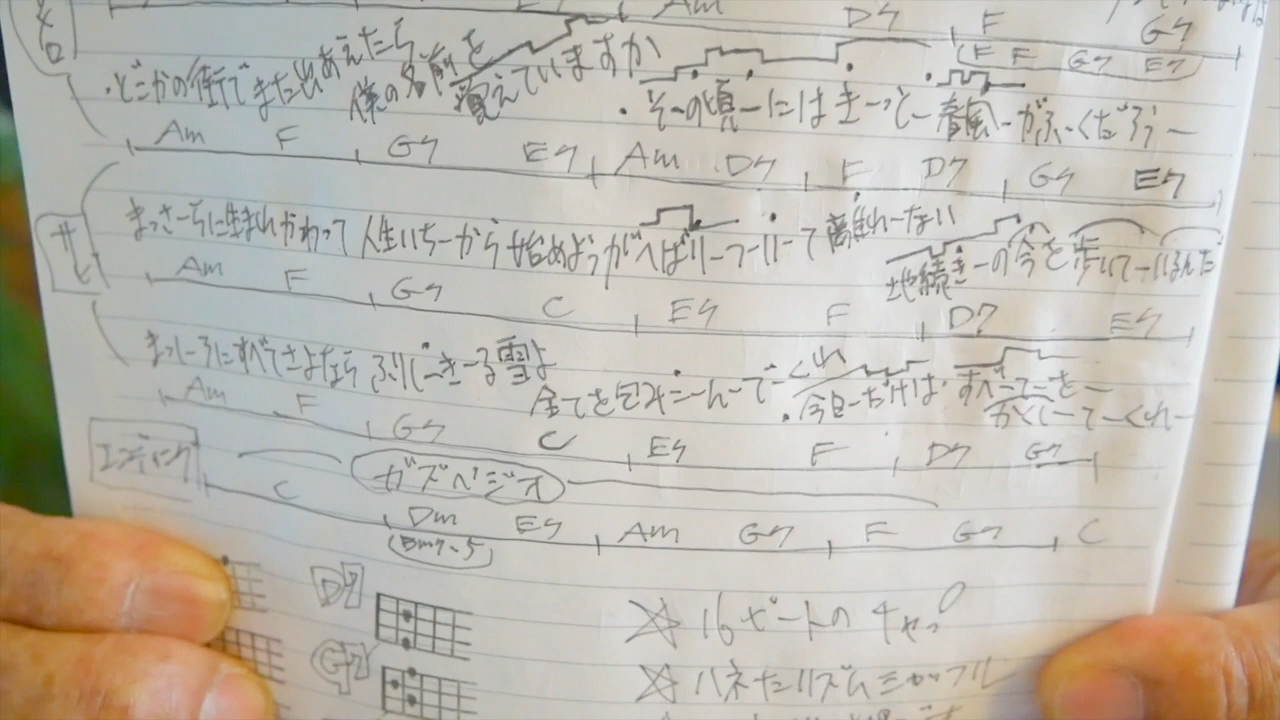 Am D7 F G7
メロ
(F F G7 E7)
・どこかの街でまた出あえたら 僕の名前を 覚えていますか ・その頃ーにはきーっとー春風ーがふーくだろうー
Am F G7 E7 Am D7 F D7 G7 E7
サビ
まっさーらに生まれかわって 人生いちーから始めようが へばりーつーいーて離れーない 地続きーの今を歩いてーいるんだ
Am F G7 C E7 F D7 E7
まっしーろにすべてさよなら ふりしーきーる雪よ 全てを包みこーんーでーくれ ・今日ーだけは すべーてーを かくしーてーくれー
Am F G7 C E7 F D7 G7
エンディング
ガズペジオ
C Dm E7 Am G7 F G7 C
(Bm7-5)
D7
☆16ビートのチャッ
G7
☆ハネたリズムシャッフル